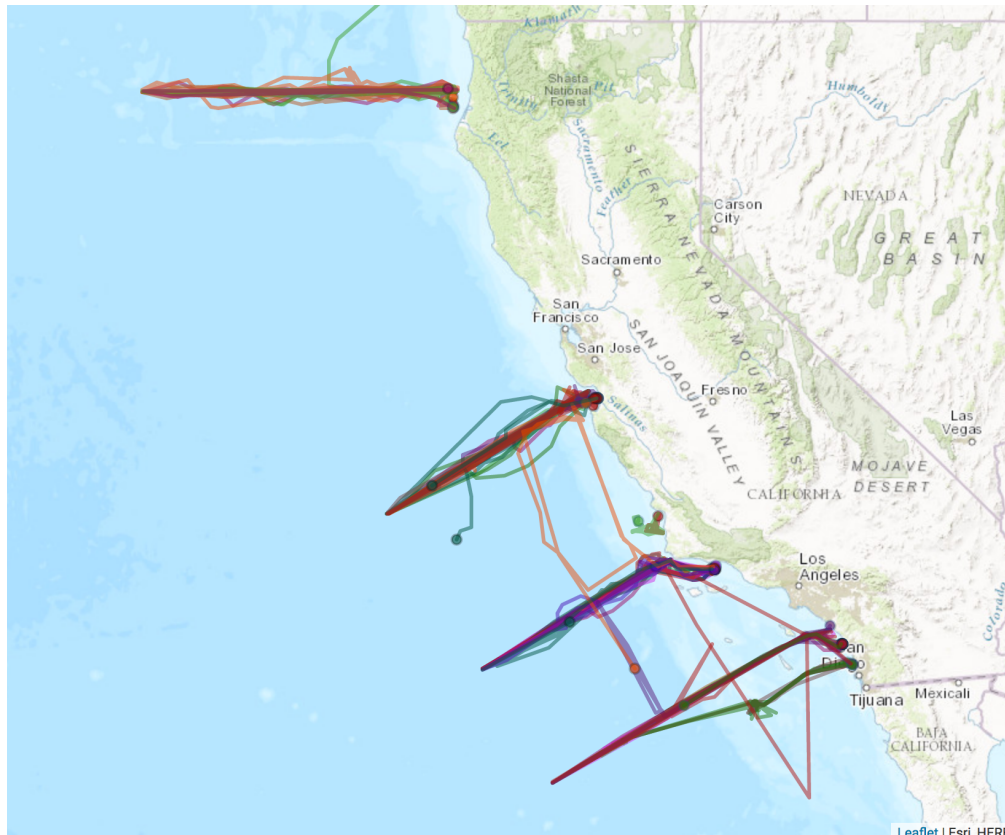 Klamath
Shasta
National
Forest
Pit
Trinity
Humboldt
Eel
Sacramento
Feather
SIERRA NEVADA MOUNTAINS
NEVADA
Carson
City
GREAT
BASIN
Sacramento
San
Francisco
San Jose
SAN JOAQUIN VALLEY
Fresno
Salinas
Las
Vegas
MOJAVE
DESERT
CALIFORNIA
Los
Angeles
Colorado
San
Tijuana
Mexicali
BAJA
CALIFORNIA
Leaflet | Esri, HERE